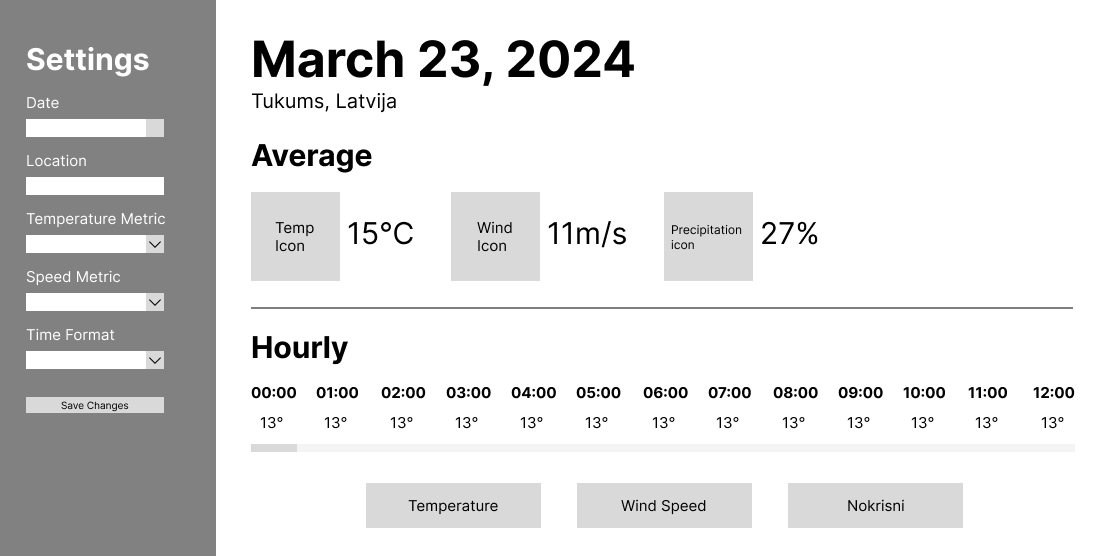 Settings
Date
Location
Temperature Metric
Speed Metric
Time Format
Save Changes
March 23, 2024
Tukums, Latvija
Average
Temp
Icon
15°C
Wind
Icon
11m/s
Precipitation
icon
27%
Hourly
00:00 01:00 02:00 03:00 04:00 05:00 06:00 07:00 08:00 09:00 10:00 11:00 12:00
13° 13° 13° 13° 13° 13° 13° 13° 13° 13° 13° 13° 13°
Temperature Wind Speed Nokrisni